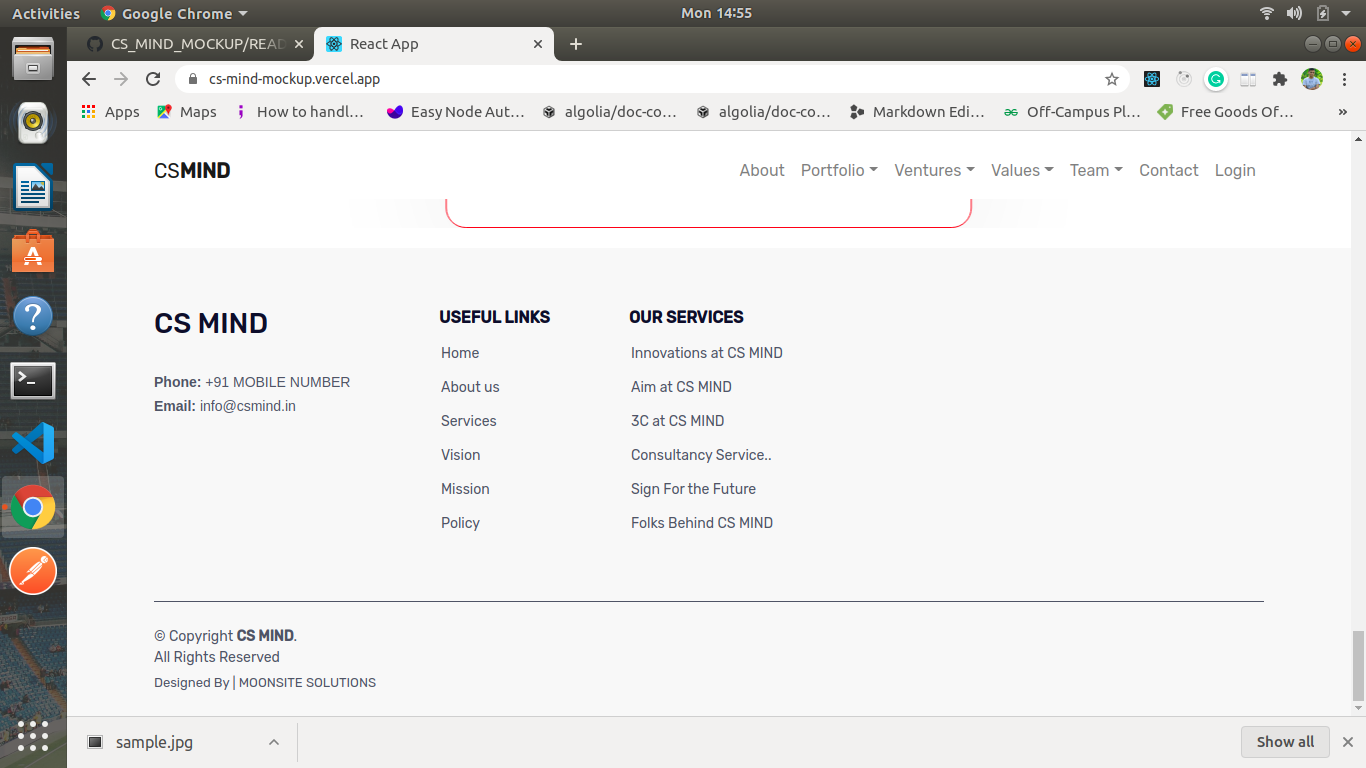 Activities Google Chrome Mon 14:55
CS_MIND_MOCKUP/READ React App
cs-mind-mockup.vercel.app
Apps Maps How to handl... Easy Node Aut... algolia/doc-co... algolia/doc-co... Markdown Edi... Off-Campus Pl... Free Goods Of... »
CSMIND About Portfolio Ventures Values Team Contact Login
CS MIND
Phone: +91 MOBILE NUMBER
Email: info@csmind.in
USEFUL LINKS
Home
About us
Services
Vision
Mission
Policy
OUR SERVICES
Innovations at CS MIND
Aim at CS MIND
3C at CS MIND
Consultancy Service..
Sign For the Future
Folks Behind CS MIND
© Copyright CS MIND.
All Rights Reserved
Designed By | MOONSITE SOLUTIONS
sample.jpg Show all